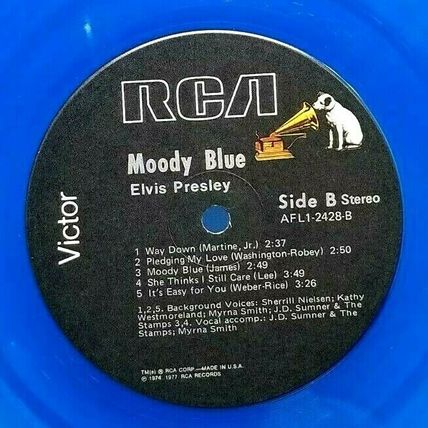 RCA
Victor
Moody Blue
Elvis Presley
Side B Stereo
AFL1-2428-B
1 Way Down (Martine, Jr.) 2:37
2 Pledging My Love (Washington-Robey) 2:50
3 Moody Blue (James) 2:49
4 She Thinks I Still Care (Lee) 3:49
5 It's Easy for You (Weber-Rice) 3:26
1,2,5. Background Voices: Sherrill Nielsen; Kathy
Westmoreland; Myrna Smith; J.D. Sumner & The
Stamps 3,4. Vocal accomp.: J.D. Sumner & The
Stamps; Myrna Smith
TM(s) ® RCA CORP.—MADE IN U.S.A.
℗ 1976, 1977 RCA RECORDS